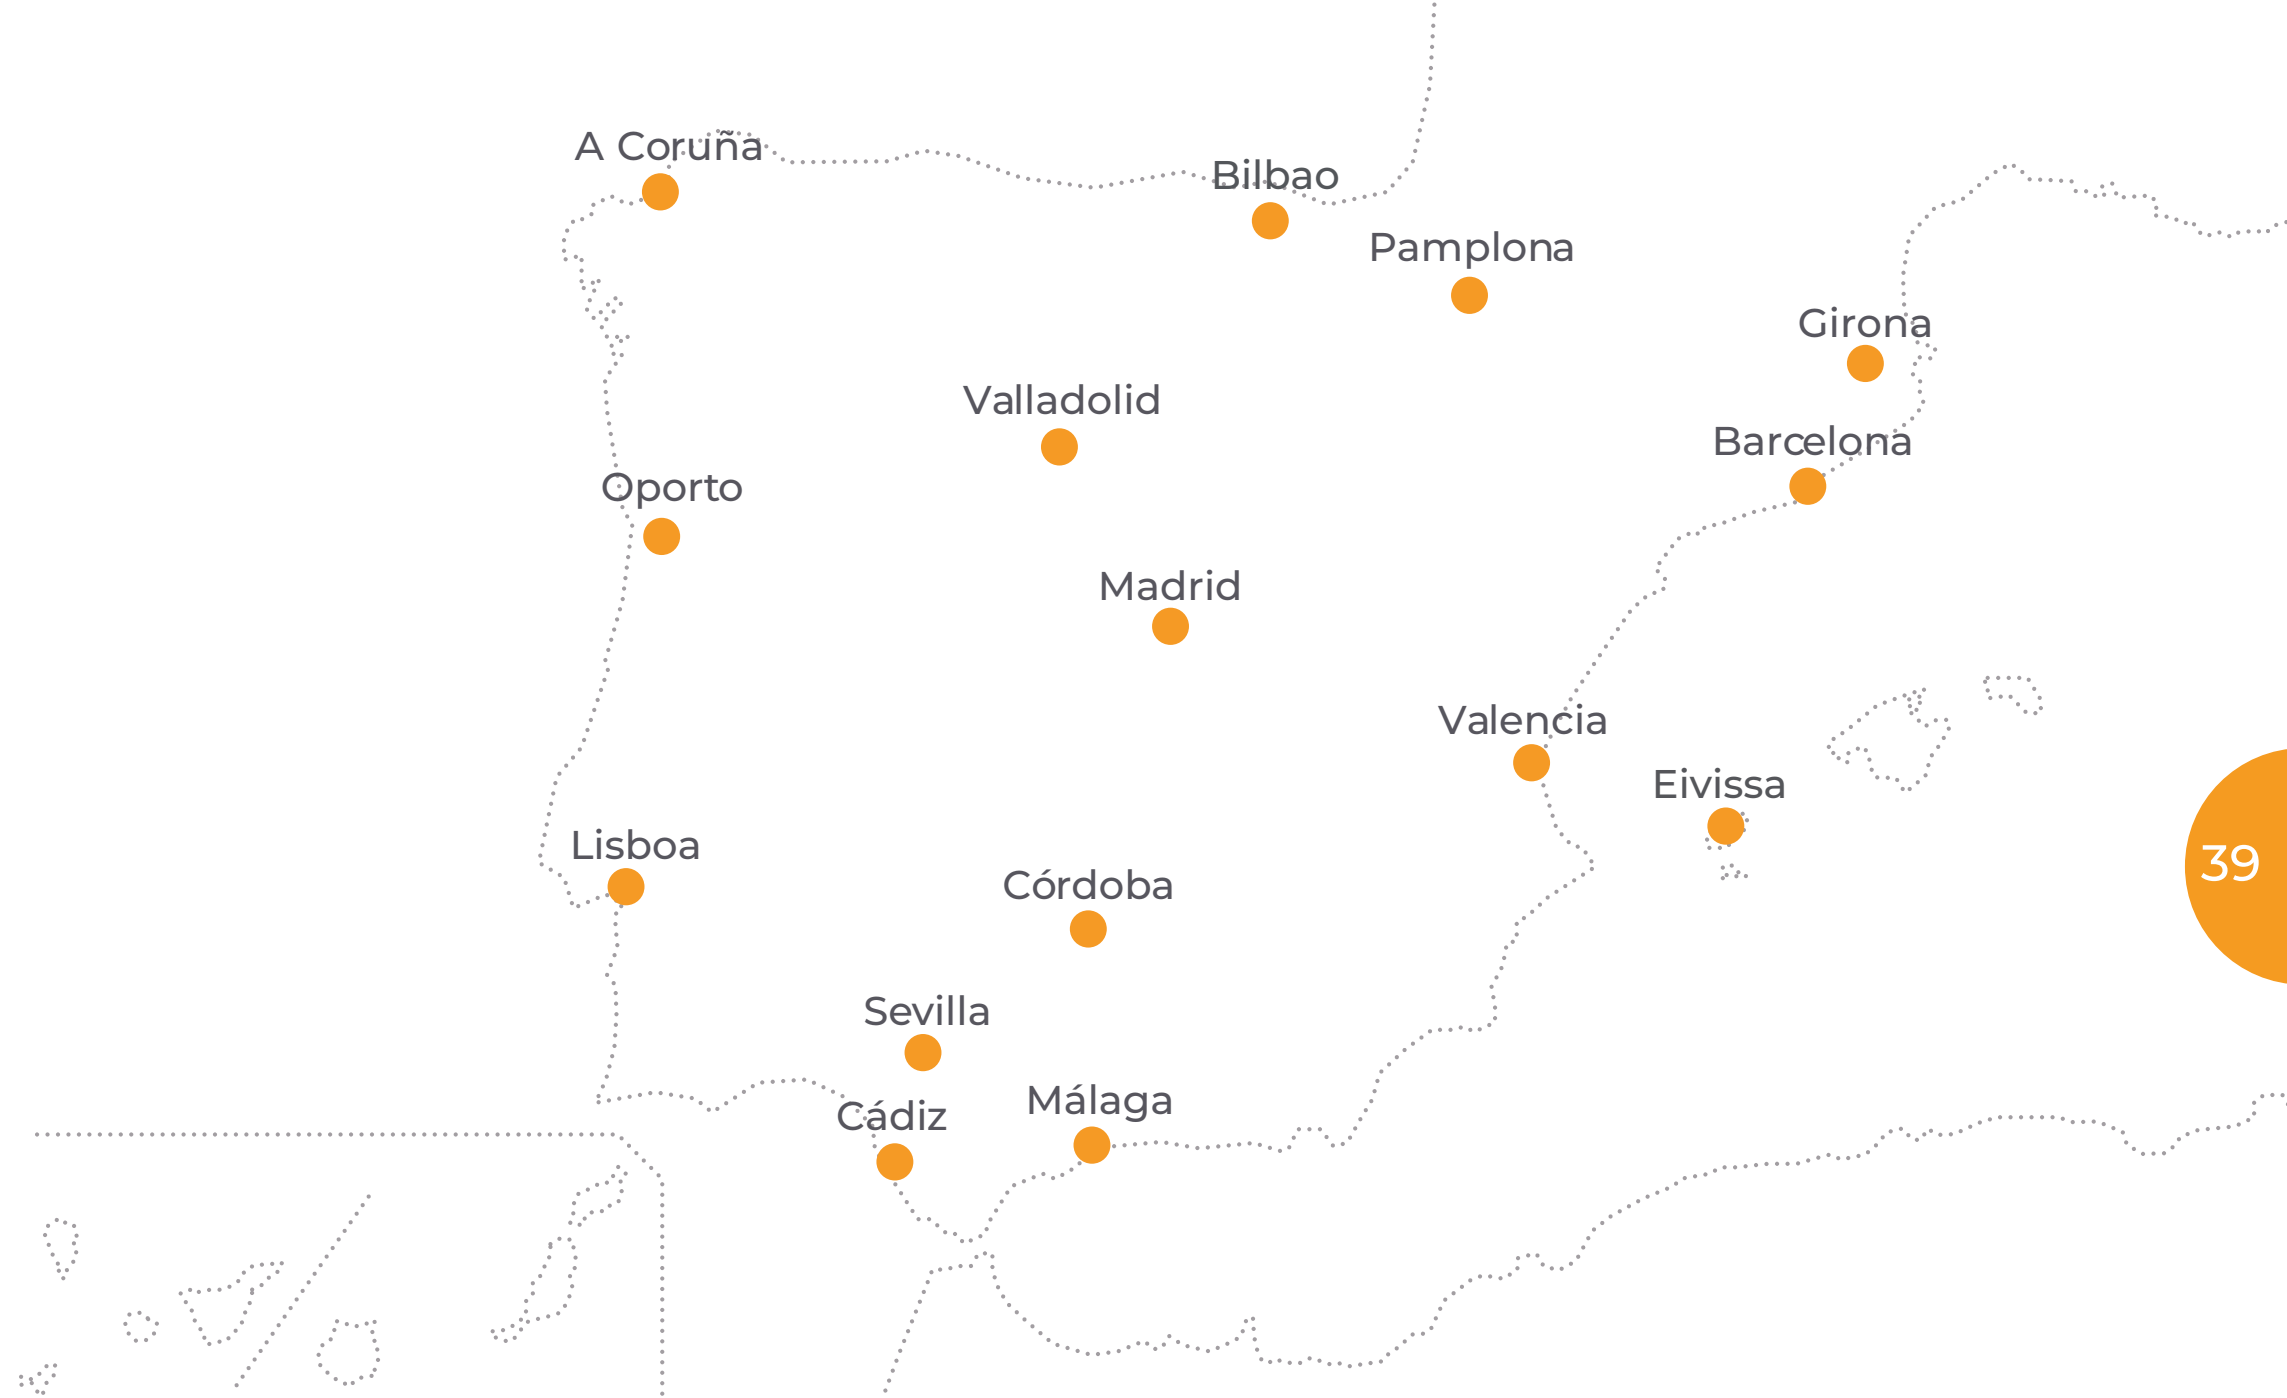 A Coruña
Bilbao
Pamplona
Girona
Valladolid
Barcelona
Oporto
Madrid
Valencia
Eivissa
Lisboa
39
Córdoba
Sevilla
Málaga
Cádiz